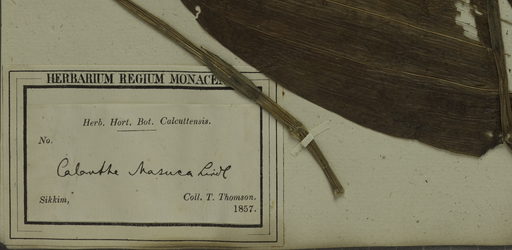 HERBARIUM REGIUM MONACE
Herb. Hort. Bot. Calcuttensis.
No.
Calanthe Masuca Lindl
Sikkim, Coll. T. Thomson.
1857.